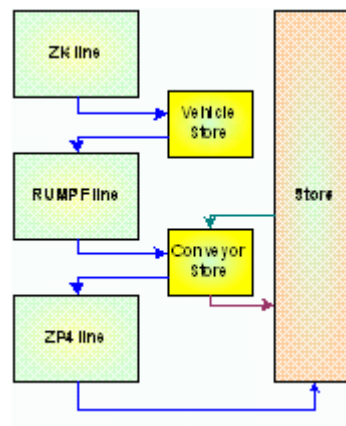 Zk line
Vehicle
store
RUMPF line
Store
Conveyor
store
ZP4 line